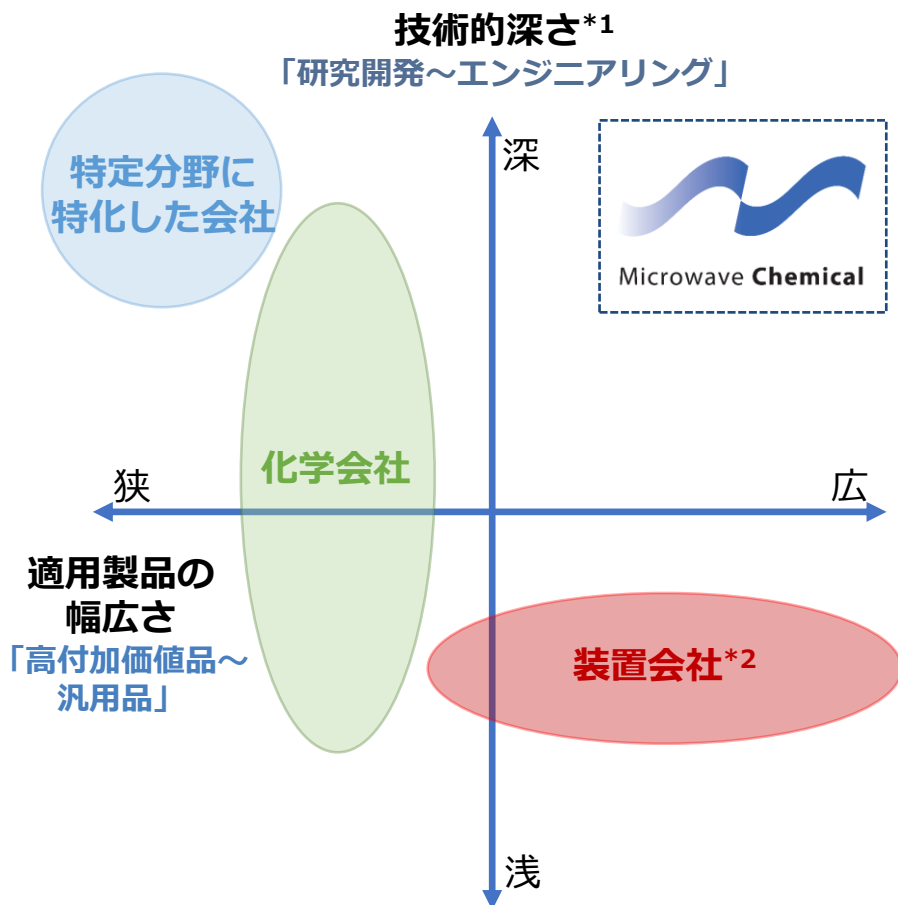 技術的深さ*1
「研究開発～エンジニアリング」
特定分野に
特化した会社
深
Microwave Chemical
化学会社
狭
広
適用製品の
幅広さ
「高付加価値品～
汎用品」
装置会社*2
浅